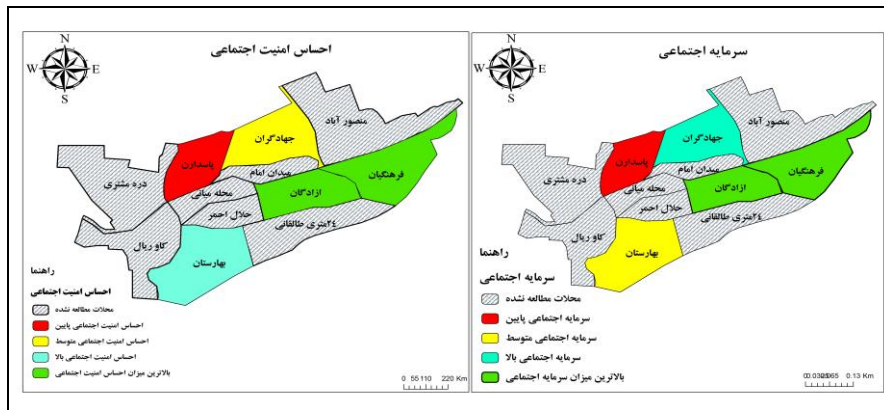 احساس امنیت اجتماعی
N
W
E
S
منصور آباد
جهادگران
پاسدارن
میدان امام
فرهنگیان
دره مشتری
محله میانی
ازادگان
حلال احمر
۲۴متری طالقانی
کاو ریال
بهارستان
راهنما
احساس امنیت اجتماعی
محلات مطالعه نشده
احساس امنیت اجتماعی پایین
احساس امنیت اجتماعی متوسط
احساس امنیت اجتماعی بالا
بالاترین میزان احساس امنیت اجتماعی
0 55110 220 Km
سرمایه اجتماعی
N
W
E
S
منصور آباد
جهادگران
پاسدارن
میدان امام
فرهنگیان
دره مشتری
محله میانی
ازادگان
حلال احمر
۲۴متری طالقانی
کاو ریال
بهارستان
راهنما
سرمایه اجتماعی
محلات مطالعه نشده
سرمایه اجتماعی پایین
سرمایه اجتماعی متوسط
سرمایه اجتماعی بالا
بالاترین میزان سرمایه اجتماعی
0.13 Km